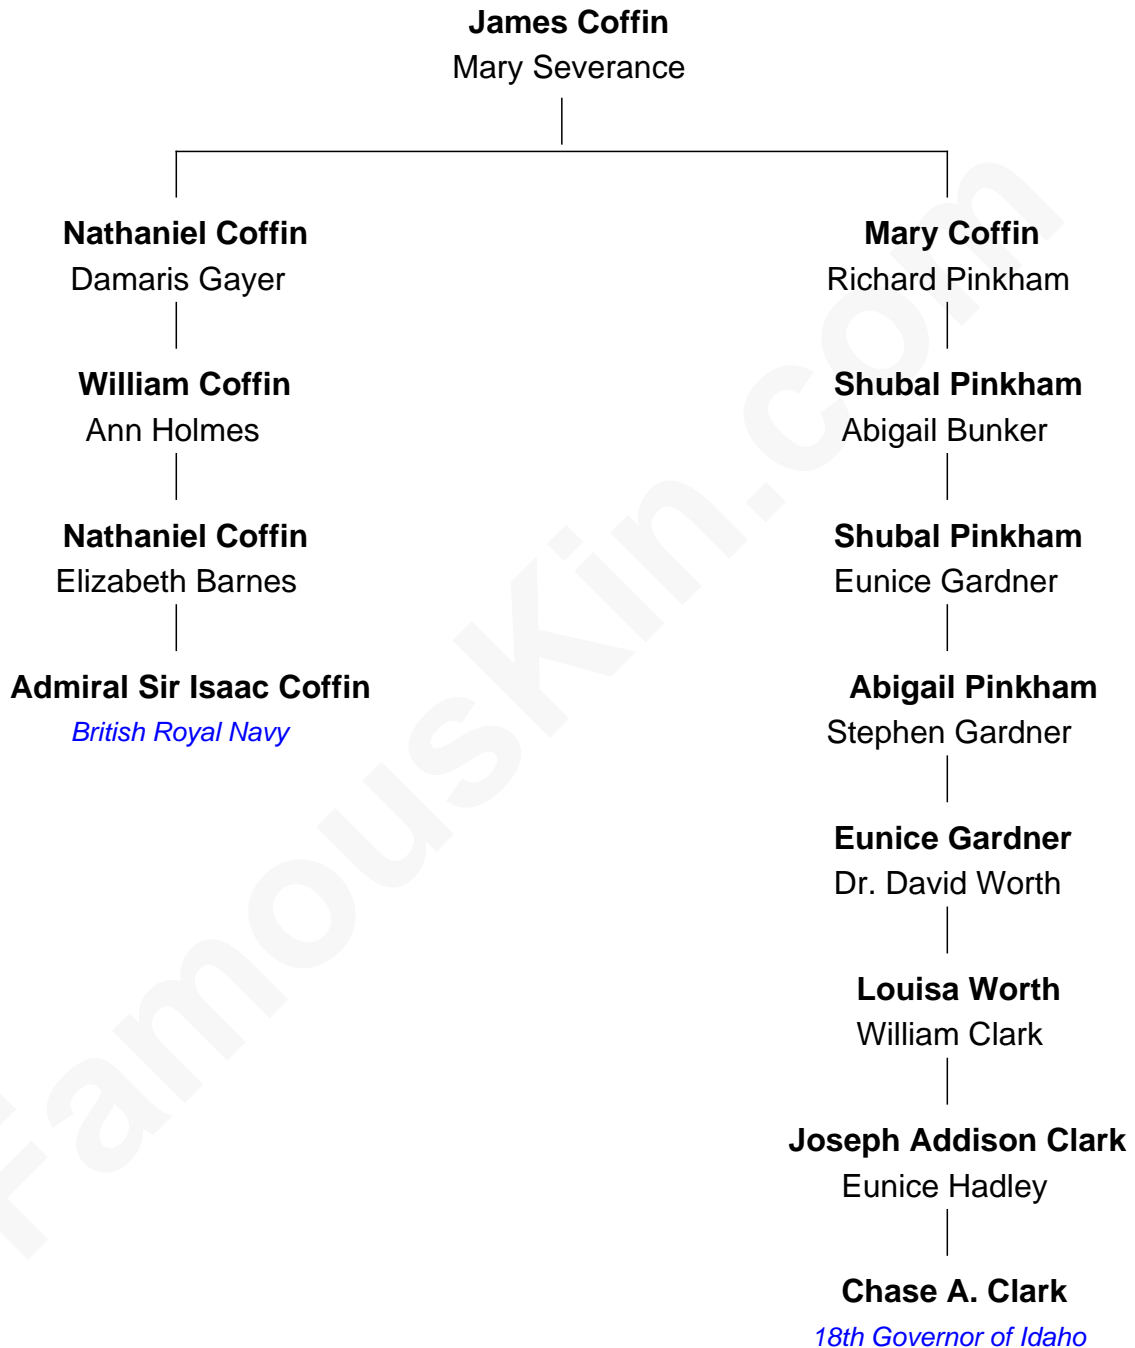 James Coffin
Mary Severance
Nathaniel Coffin
Damaris Gayer
William Coffin
Ann Holmes
Nathaniel Coffin
Elizabeth Barnes
Admiral Sir Isaac Coffin
British Royal Navy
Mary Coffin
Richard Pinkham
Shubal Pinkham
Abigail Bunker
Shubal Pinkham
Eunice Gardner
Abigail Pinkham
Stephen Gardner
Eunice Gardner
Dr. David Worth
Louisa Worth
William Clark
Joseph Addison Clark
Eunice Hadley
Chase A. Clark
18th Governor of Idaho
FamousKin.com